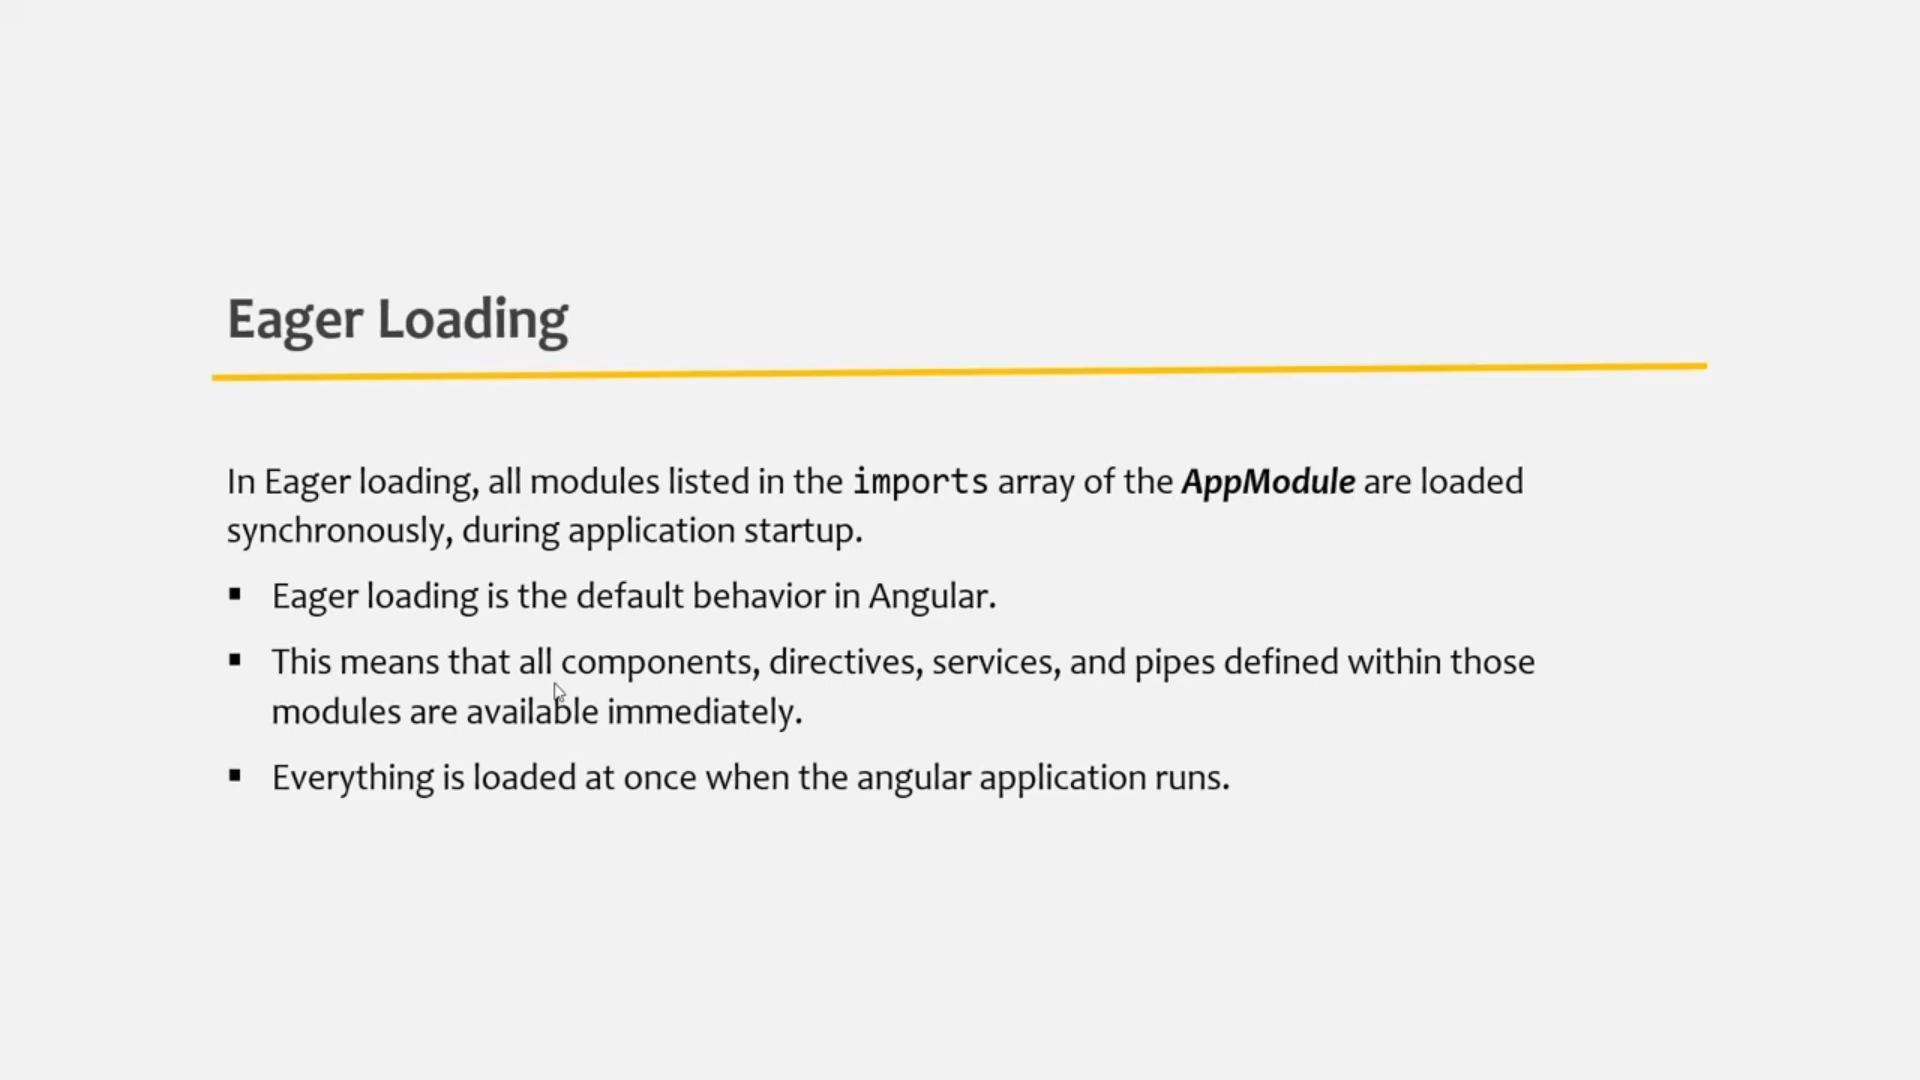 Eager Loading
In Eager loading, all modules listed in the imports array of the AppModule are loaded
synchronously, during application startup.
▪ Eager loading is the default behavior in Angular.
▪ This means that all components, directives, services, and pipes defined within those
modules are available immediately.
▪ Everything is loaded at once when the angular application runs.